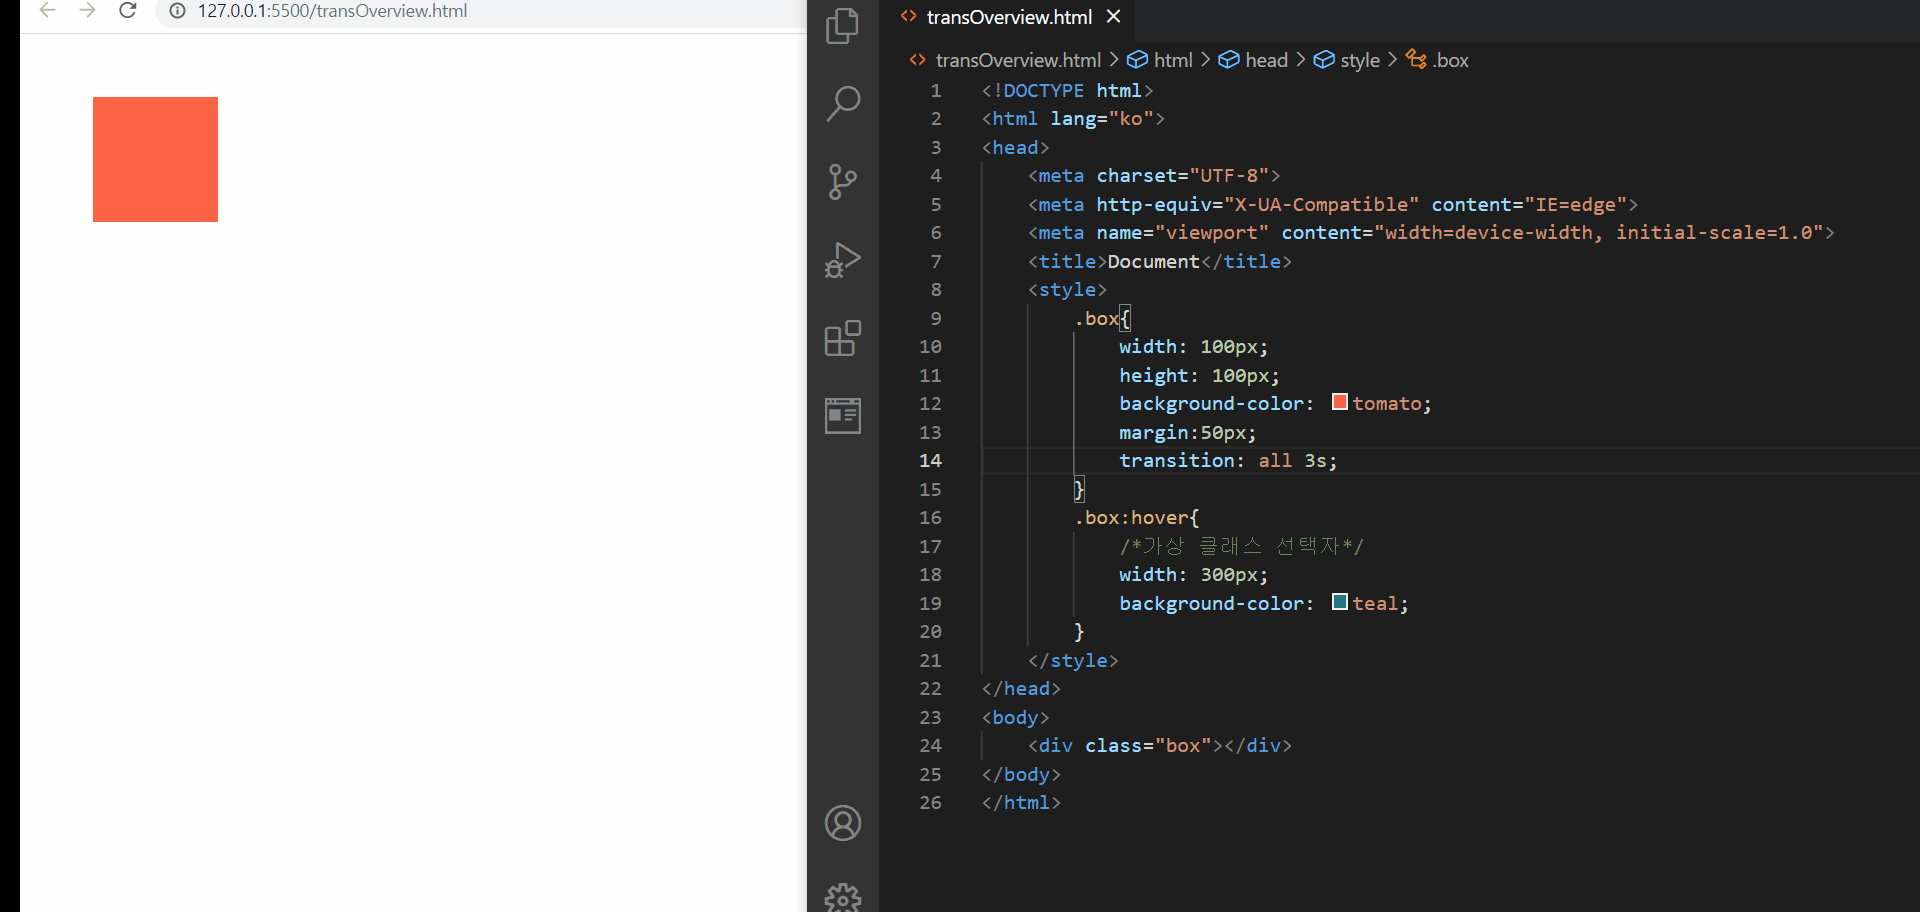 127.0.0.1:5500/transOverview.html
transOverview.html
transOverview.html > html > head > style > .box
1 <!DOCTYPE html>
2 <html lang="ko">
3 <head>
4 <meta charset="UTF-8">
5 <meta http-equiv="X-UA-Compatible" content="IE=edge">
6 <meta name="viewport" content="width=device-width, initial-scale=1.0">
7 <title>Document</title>
8 <style>
9 .box{
10 width: 100px;
11 height: 100px;
12 background-color: tomato;
13 margin:50px;
14 transition: all 3s;
15 }
16 .box:hover{
17 /*가상 클래스 선택자*/
18 width: 300px;
19 background-color: teal;
20 }
21 </style>
22 </head>
23 <body>
24 <div class="box"></div>
25 </body>
26 </html>